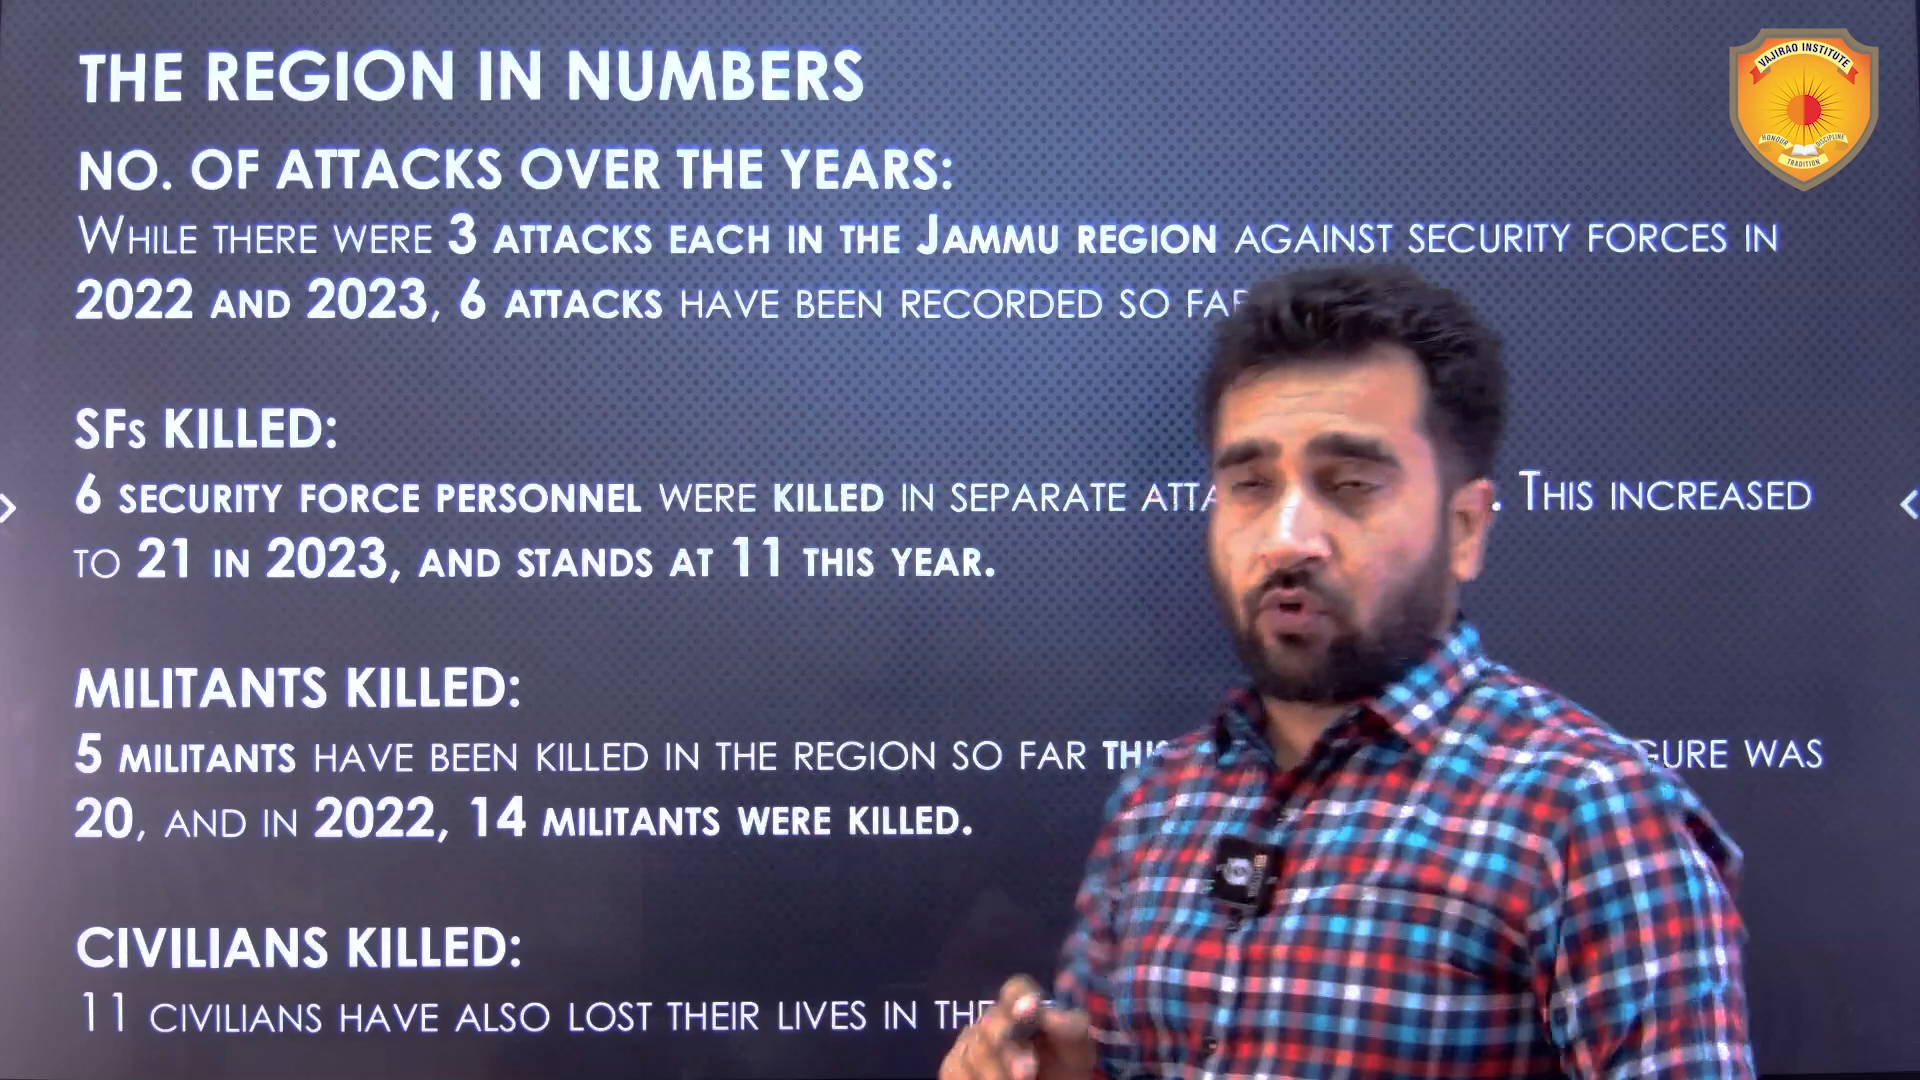 THE REGION IN NUMBERS
VAJIRAO INSTITUTE
HONOUR DISCIPLINE
TRADITION
NO. OF ATTACKS OVER THE YEARS:
WHILE THERE WERE 3 ATTACKS EACH IN THE JAMMU REGION AGAINST SECURITY FORCES IN
2022 AND 2023, 6 ATTACKS HAVE BEEN RECORDED SO FAR
SFs KILLED:
6 SECURITY FORCE PERSONNEL WERE KILLED IN SEPARATE . THIS INCREASED
TO 21 IN 2023, AND STANDS AT 11 THIS YEAR.
MILITANTS KILLED:
5 MILITANTS HAVE BEEN KILLED IN THE REGION SO FAR WAS
20, AND IN 2022, 14 MILITANTS WERE KILLED.
CIVILIANS KILLED:
11 CIVILIANS HAVE ALSO LOST THEIR LIVES IN